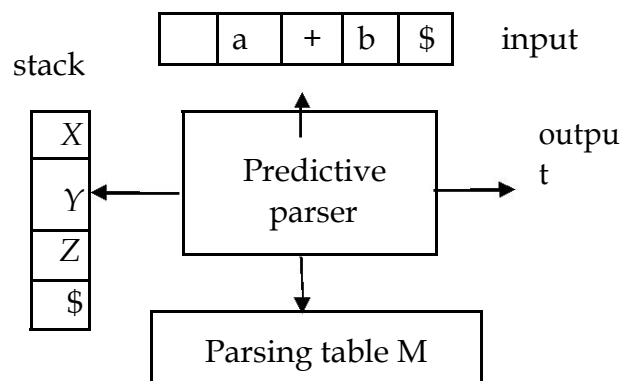 a + b $ input
stack
X
Y
Z
$
Predictive
parser
outpu
t
Parsing table M